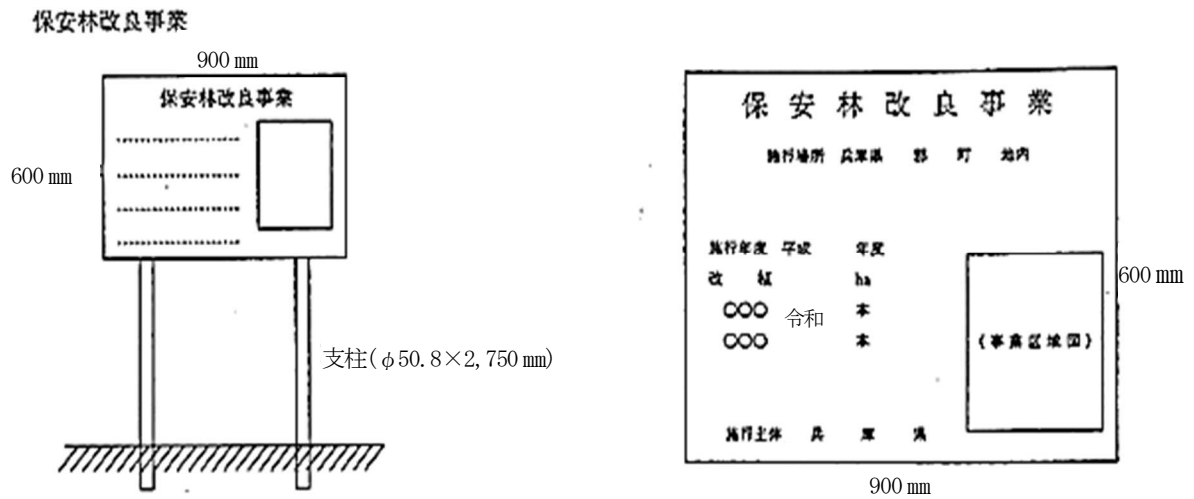 保安林改良事業
900 mm
保安林改良事業
600 mm
支柱(φ50.8×2,750 mm)
保安林改良事業
施行場所 兵庫県 郡 町 地内
施行年度 平成 年度
改植 ha
○○○ 令和 本
○○○ 本
(事業区域図)
600 mm
施行主体 兵庫県
900 mm